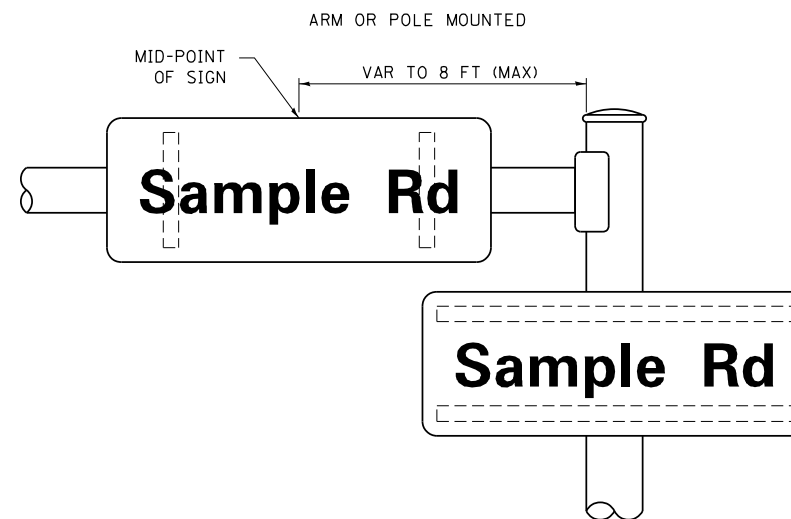 ARM OR POLE MOUNTED
MID-POINT
OF SIGN
VAR TO 8 FT (MAX)
Sample Rd
Sample Rd